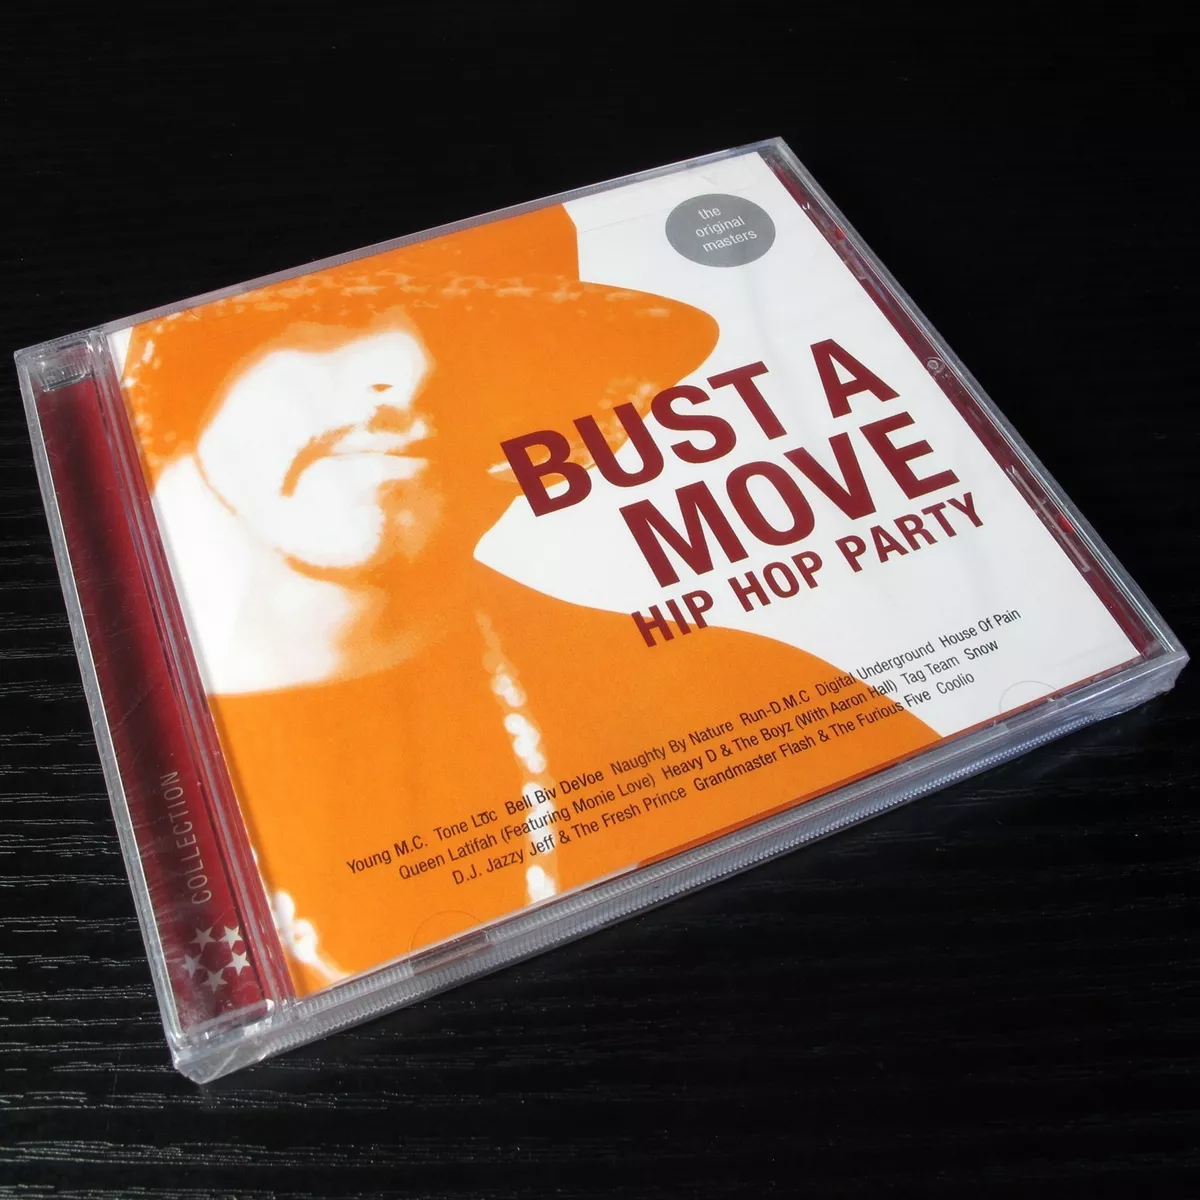 the
original
masters
BUST A
MOVE
HIP HOP PARTY
Young M.C. Tone Lōc Bell Biv DeVoe Naughty By Nature Run-D.M.C Digital Underground House Of Pain
Queen Latifah (Featuring Monie Love) Heavy D & The Boyz (With Aaron Hall) Tag Team Snow
D.J. Jazzy Jeff & The Fresh Prince Grandmaster Flash & The Furious Five Coolio
COLLECTION